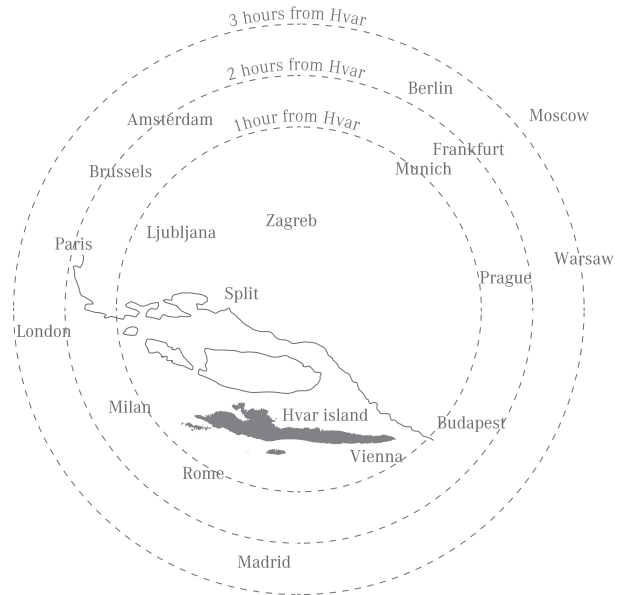 3 hours from Hvar
2 hours from Hvar
Berlin
Moscow
Amsterdam
1hour from Hvar
Frankfurt
Brussels
Munich
Zagreb
Ljubljana
Paris
Warsaw
Prague
Split
London
Milan
Hvar island
Budapest
Vienna
Rome
Madrid